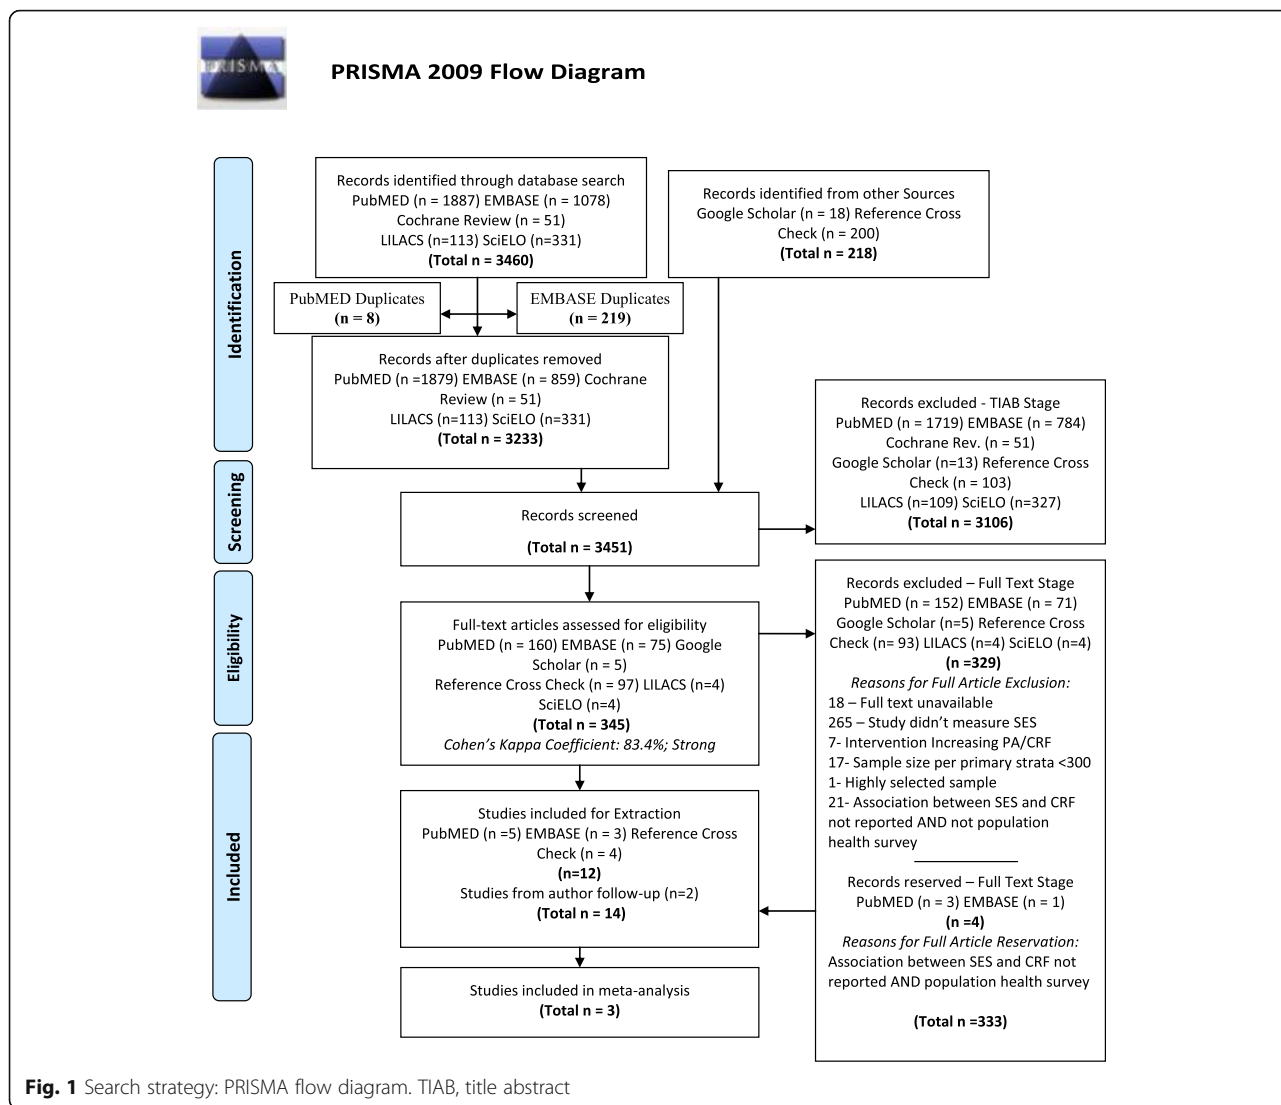 PRISMA
PRISMA 2009 Flow Diagram
Identification
Records identified through database search
PubMED (n = 1887) EMBASE (n = 1078)
Cochrane Review (n = 51)
LILACS (n=113) SciELO (n=331)
(Total n = 3460)
Records identified from other Sources
Google Scholar (n = 18) Reference Cross
Check (n = 200)
(Total n = 218)
PubMED Duplicates
(n = 8)
EMBASE Duplicates
(n = 219)
Records after duplicates removed
PubMED (n =1879) EMBASE (n = 859) Cochrane
Review (n = 51)
LILACS (n=113) SciELO (n=331)
(Total n = 3233)
Screening
Records screened
(Total n = 3451)
Records excluded - TIAB Stage
PubMED (n = 1719) EMBASE (n = 784)
Cochrane Rev. (n = 51)
Google Scholar (n=13) Reference Cross
Check (n = 103)
LILACS (n=109) SciELO (n=327)
(Total n = 3106)
Eligibility
Full-text articles assessed for eligibility
PubMED (n = 160) EMBASE (n = 75) Google
Scholar (n = 5)
Reference Cross Check (n = 97) LILACS (n=4)
SciELO (n=4)
(Total n = 345)
Cohen's Kappa Coefficient: 83.4%; Strong
Records excluded – Full Text Stage
PubMED (n = 152) EMBASE (n = 71)
Google Scholar (n=5) Reference Cross
Check (n= 93) LILACS (n=4) SciELO (n=4)
(n =329)
Reasons for Full Article Exclusion:
18 – Full text unavailable
265 – Study didn't measure SES
7- Intervention Increasing PA/CRF
17- Sample size per primary strata <300
1- Highly selected sample
21- Association between SES and CRF
not reported AND not population
health survey
Records reserved – Full Text Stage
PubMED (n = 3) EMBASE (n = 1)
(n =4)
Reasons for Full Article Reservation:
Association between SES and CRF not
reported AND population health survey
(Total n =333)
Included
Studies included for Extraction
PubMED (n =5) EMBASE (n = 3) Reference Cross
Check (n = 4)
(n=12)
Studies from author follow-up (n=2)
(Total n = 14)
Studies included in meta-analysis
(Total n = 3)
Fig. 1 Search strategy: PRISMA flow diagram. TIAB, title abstract